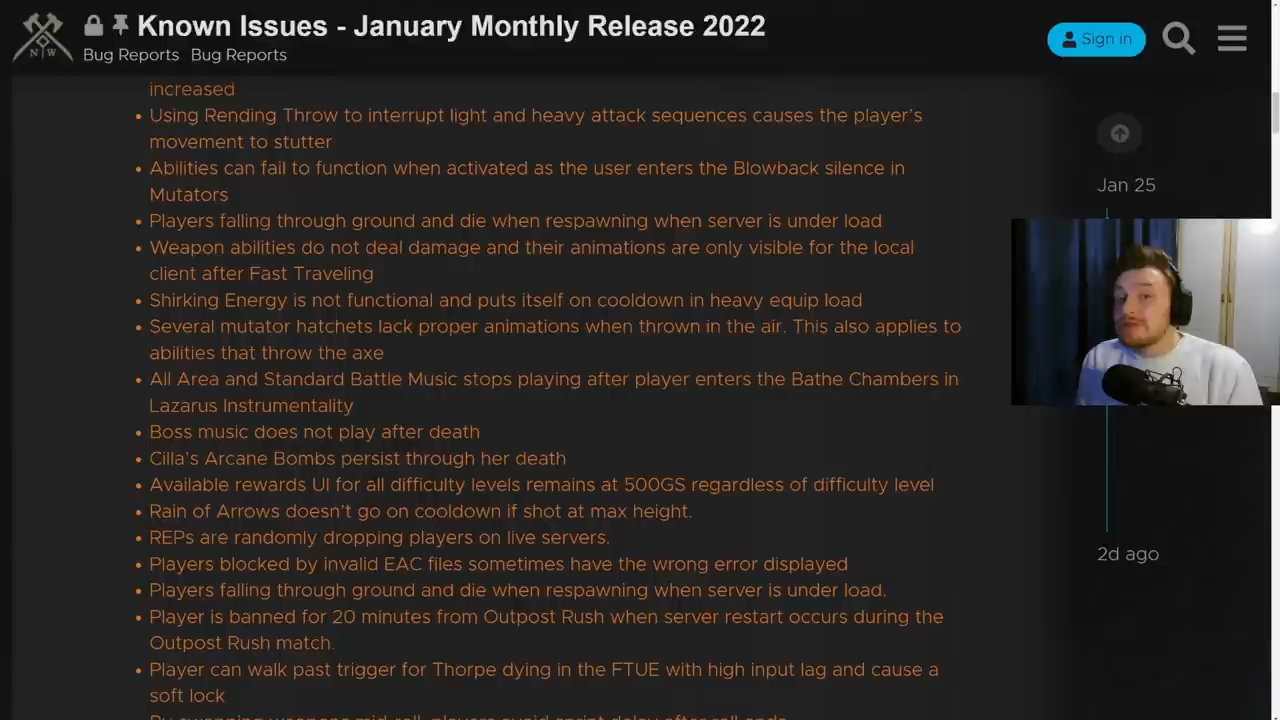 Known Issues - January Monthly Release 2022
Bug Reports Bug Reports
N W
Sign in
increased
• Using Rending Throw to interrupt light and heavy attack sequences causes the player's
movement to stutter
• Abilities can fail to function when activated as the user enters the Blowback silence in
Mutators
• Players falling through ground and die when respawning when server is under load
• Weapon abilities do not deal damage and their animations are only visible for the local
client after Fast Traveling
• Shirking Energy is not functional and puts itself on cooldown in heavy equip load
• Several mutator hatchets lack proper animations when thrown in the air. This also applies to
abilities that throw the axe
• All Area and Standard Battle Music stops playing after player enters the Bathe Chambers in
Lazarus Instrumentality
• Boss music does not play after death
• Cilla's Arcane Bombs persist through her death
• Available rewards UI for all difficulty levels remains at 500GS regardless of difficulty level
• Rain of Arrows doesn't go on cooldown if shot at max height.
• REPs are randomly dropping players on live servers.
• Players blocked by invalid EAC files sometimes have the wrong error displayed
• Players falling through ground and die when respawning when server is under load.
• Player is banned for 20 minutes from Outpost Rush when server restart occurs during the
Outpost Rush match.
• Player can walk past trigger for Thorpe dying in the FTUE with high input lag and cause a
soft lock
• By swapping weapons mid-roll, players avoid sprint delay after roll ends
Jan 25
2d ago